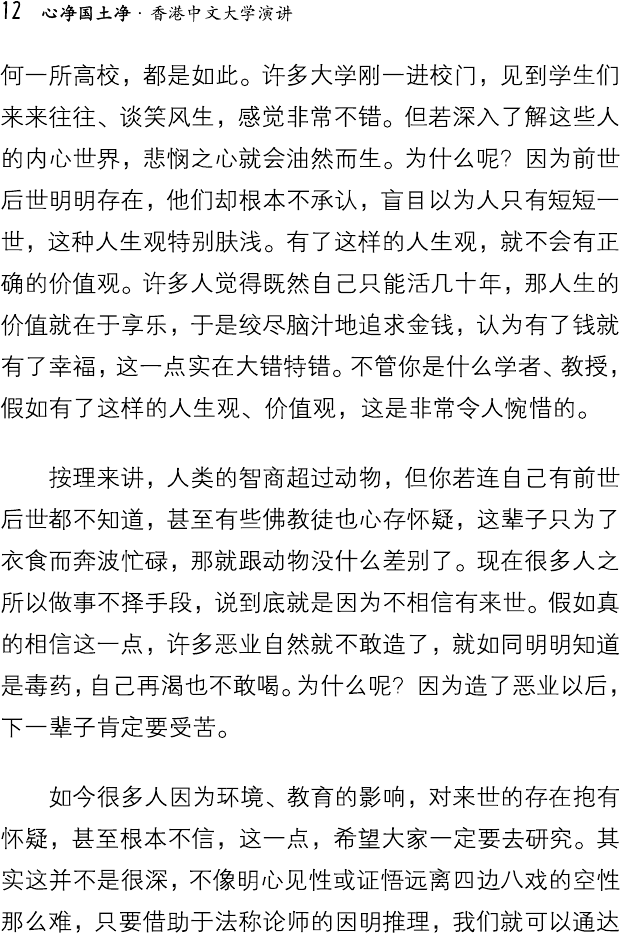 12 心净国土净·香港中文大学演讲
何一所高校，都是如此。许多大学刚一进校门，见到学生们
来来往往、谈笑风生，感觉非常不错。但若深入了解这些人
的内心世界，悲悯之心就会油然而生。为什么呢？因为前世
后世明明存在，他们却根本不承认，盲目以为人只有短短一
世，这种人生观特别肤浅。有了这样的人生观，就不会有正
确的价值观。许多人觉得既然自己只能活几十年，那人生的
价值就在于享乐，于是绞尽脑汁地追求金钱，认为有了钱就
有了幸福，这一点实在大错特错。不管你是什么学者、教授，
假如有了这样的人生观、价值观，这是非常令人惋惜的。
按理来讲，人类的智商超过动物，但你若连自己有前世
后世都不知道，甚至有些佛教徒也心存怀疑，这辈子只为了
衣食而奔波忙碌，那就跟动物没什么差别了。现在很多人之
所以做事不择手段，说到底就是因为不相信有来世。假如真
的相信这一点，许多恶业自然就不敢造了，就如同明明知道
是毒药，自己再渴也不敢喝。为什么呢？因为造了恶业以后，
下一辈子肯定要受苦。
如今很多人因为环境、教育的影响，对来世的存在抱有
怀疑，甚至根本不信，这一点，希望大家一定要去研究。其
实这并不是很深，不像明心见性或证悟远离四边八戏的空性
那么难，只要借助于法称论师的因明推理，我们就可以通达